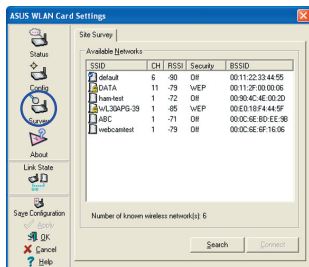 ASUS WLAN Card Settings
Status
Config
Survey
About
Link State
Save Configuration
Apply
OK
Cancel
Help
Site Survey
Available Networks
SSID CH RSSI Security BSSID
default 6 -90 Off 00:11:22:33:44:55
DATA 11 -79 WEP 00:11:2F:00:00:06
ham-test 1 -72 Off 00:90:4C:4E:00:2D
WL30APG-39 1 -85 WEP 00:E0:18:F4:44:5F
ABC 1 -71 Off 00:0C:6E:BD:EE:9B
webcamtest 1 -79 Off 00:0C:6E:6F:16:06
Number of known wireless network(s): 6
Search Connect